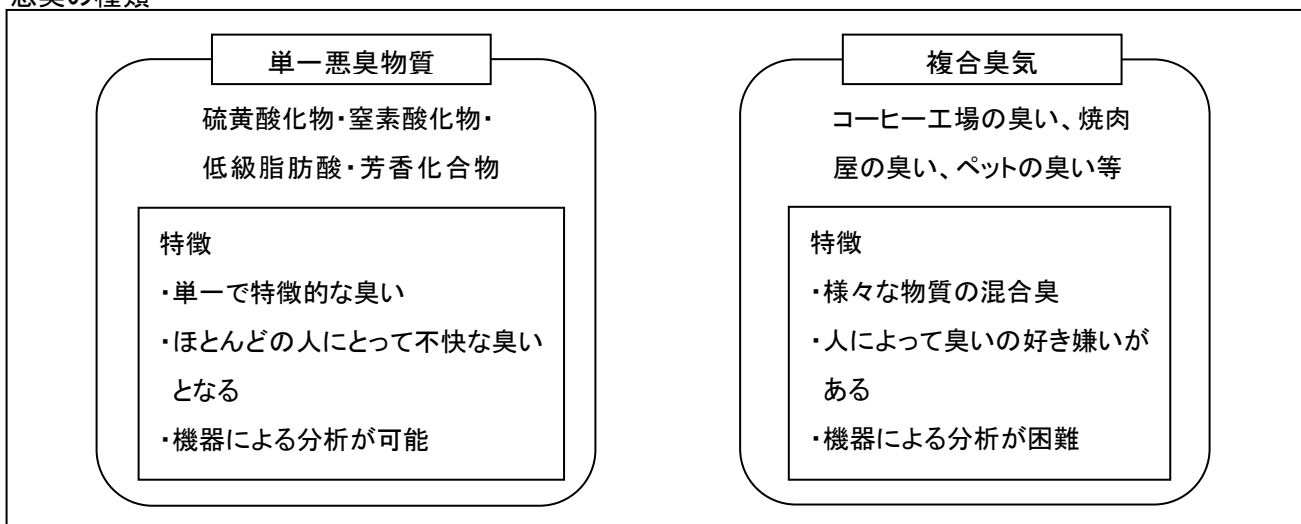 悪臭の種類
単一悪臭物質
硫黄酸化物・窒素酸化物・
低級脂肪酸・芳香化合物
特徴
・単一で特徴的な臭い
・ほとんどの人にとって不快な臭い
となる
・機器による分析が可能
複合臭気
コーヒー工場の臭い、焼肉
屋の臭い、ペットの臭い等
特徴
・様々な物質の混合臭
・人によって臭いの好き嫌いが
ある
・機器による分析が困難